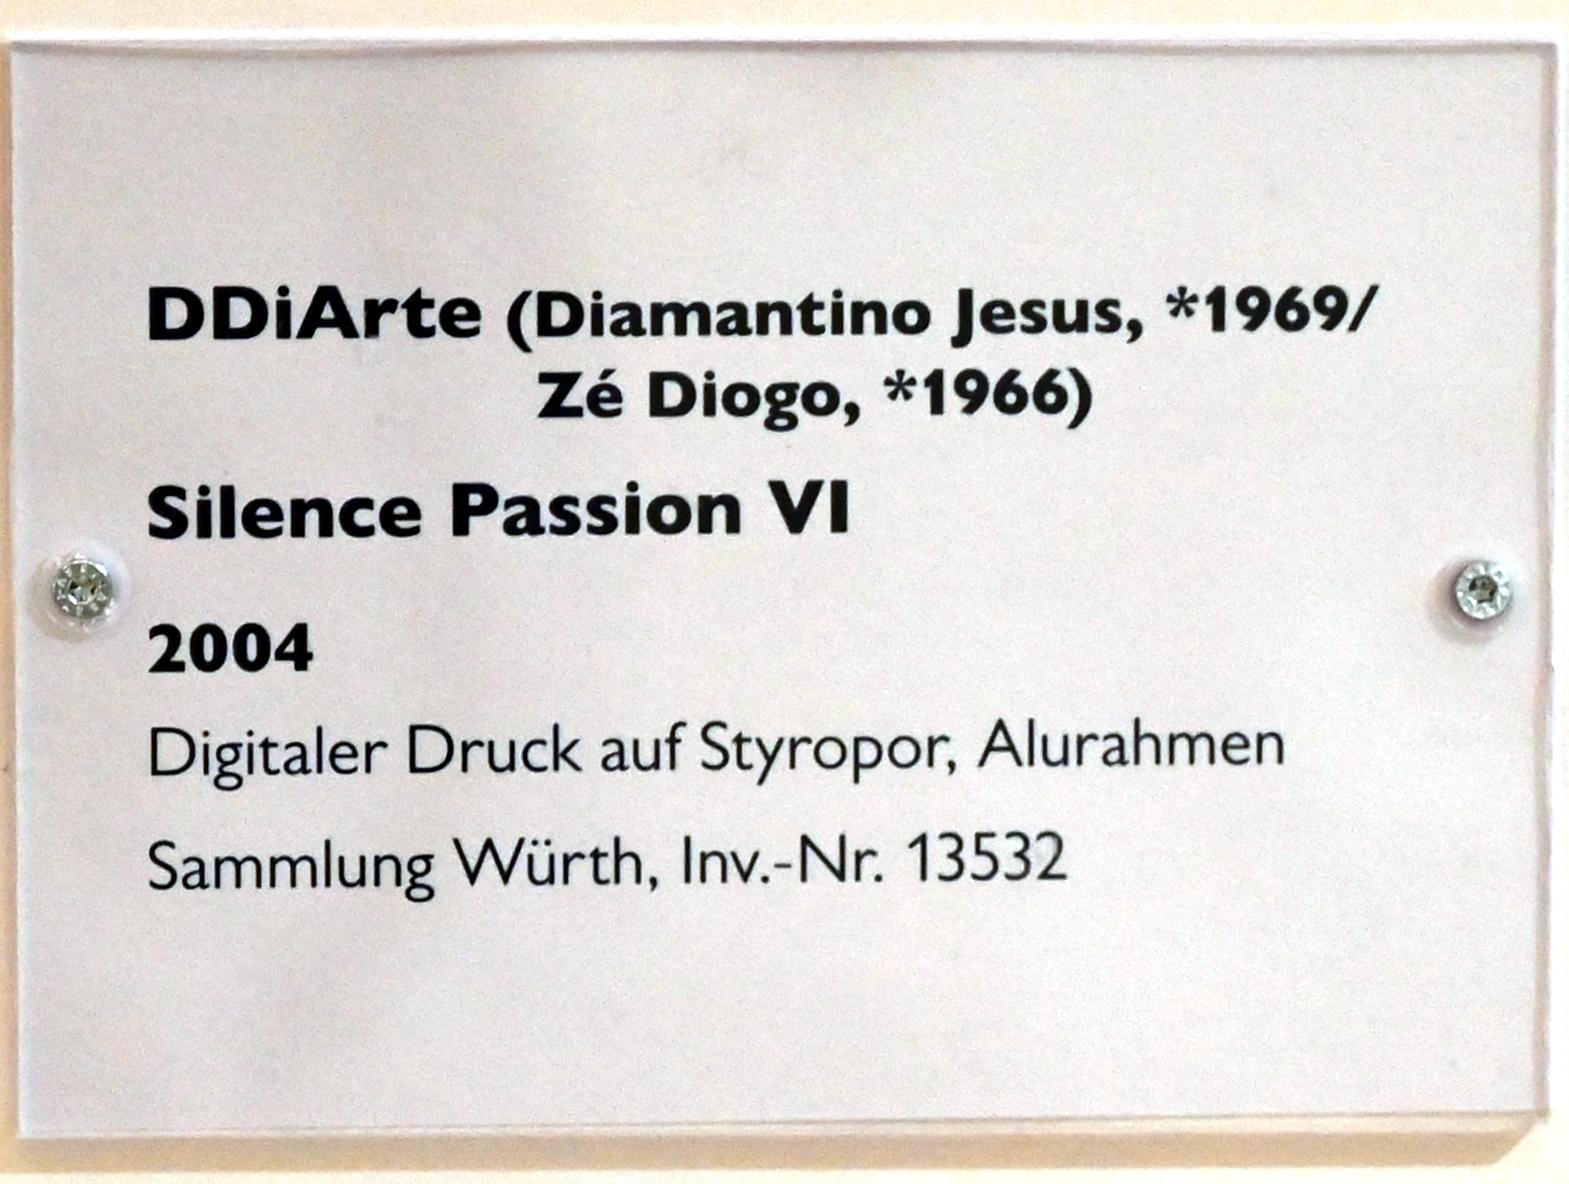 DDiArte (Diamantino Jesus, *1969/
Zé Diogo, *1966)
Silence Passion VI
2004
Digitaler Druck auf Styropor, Alurahmen
Sammlung Würth, Inv.-Nr. 13532